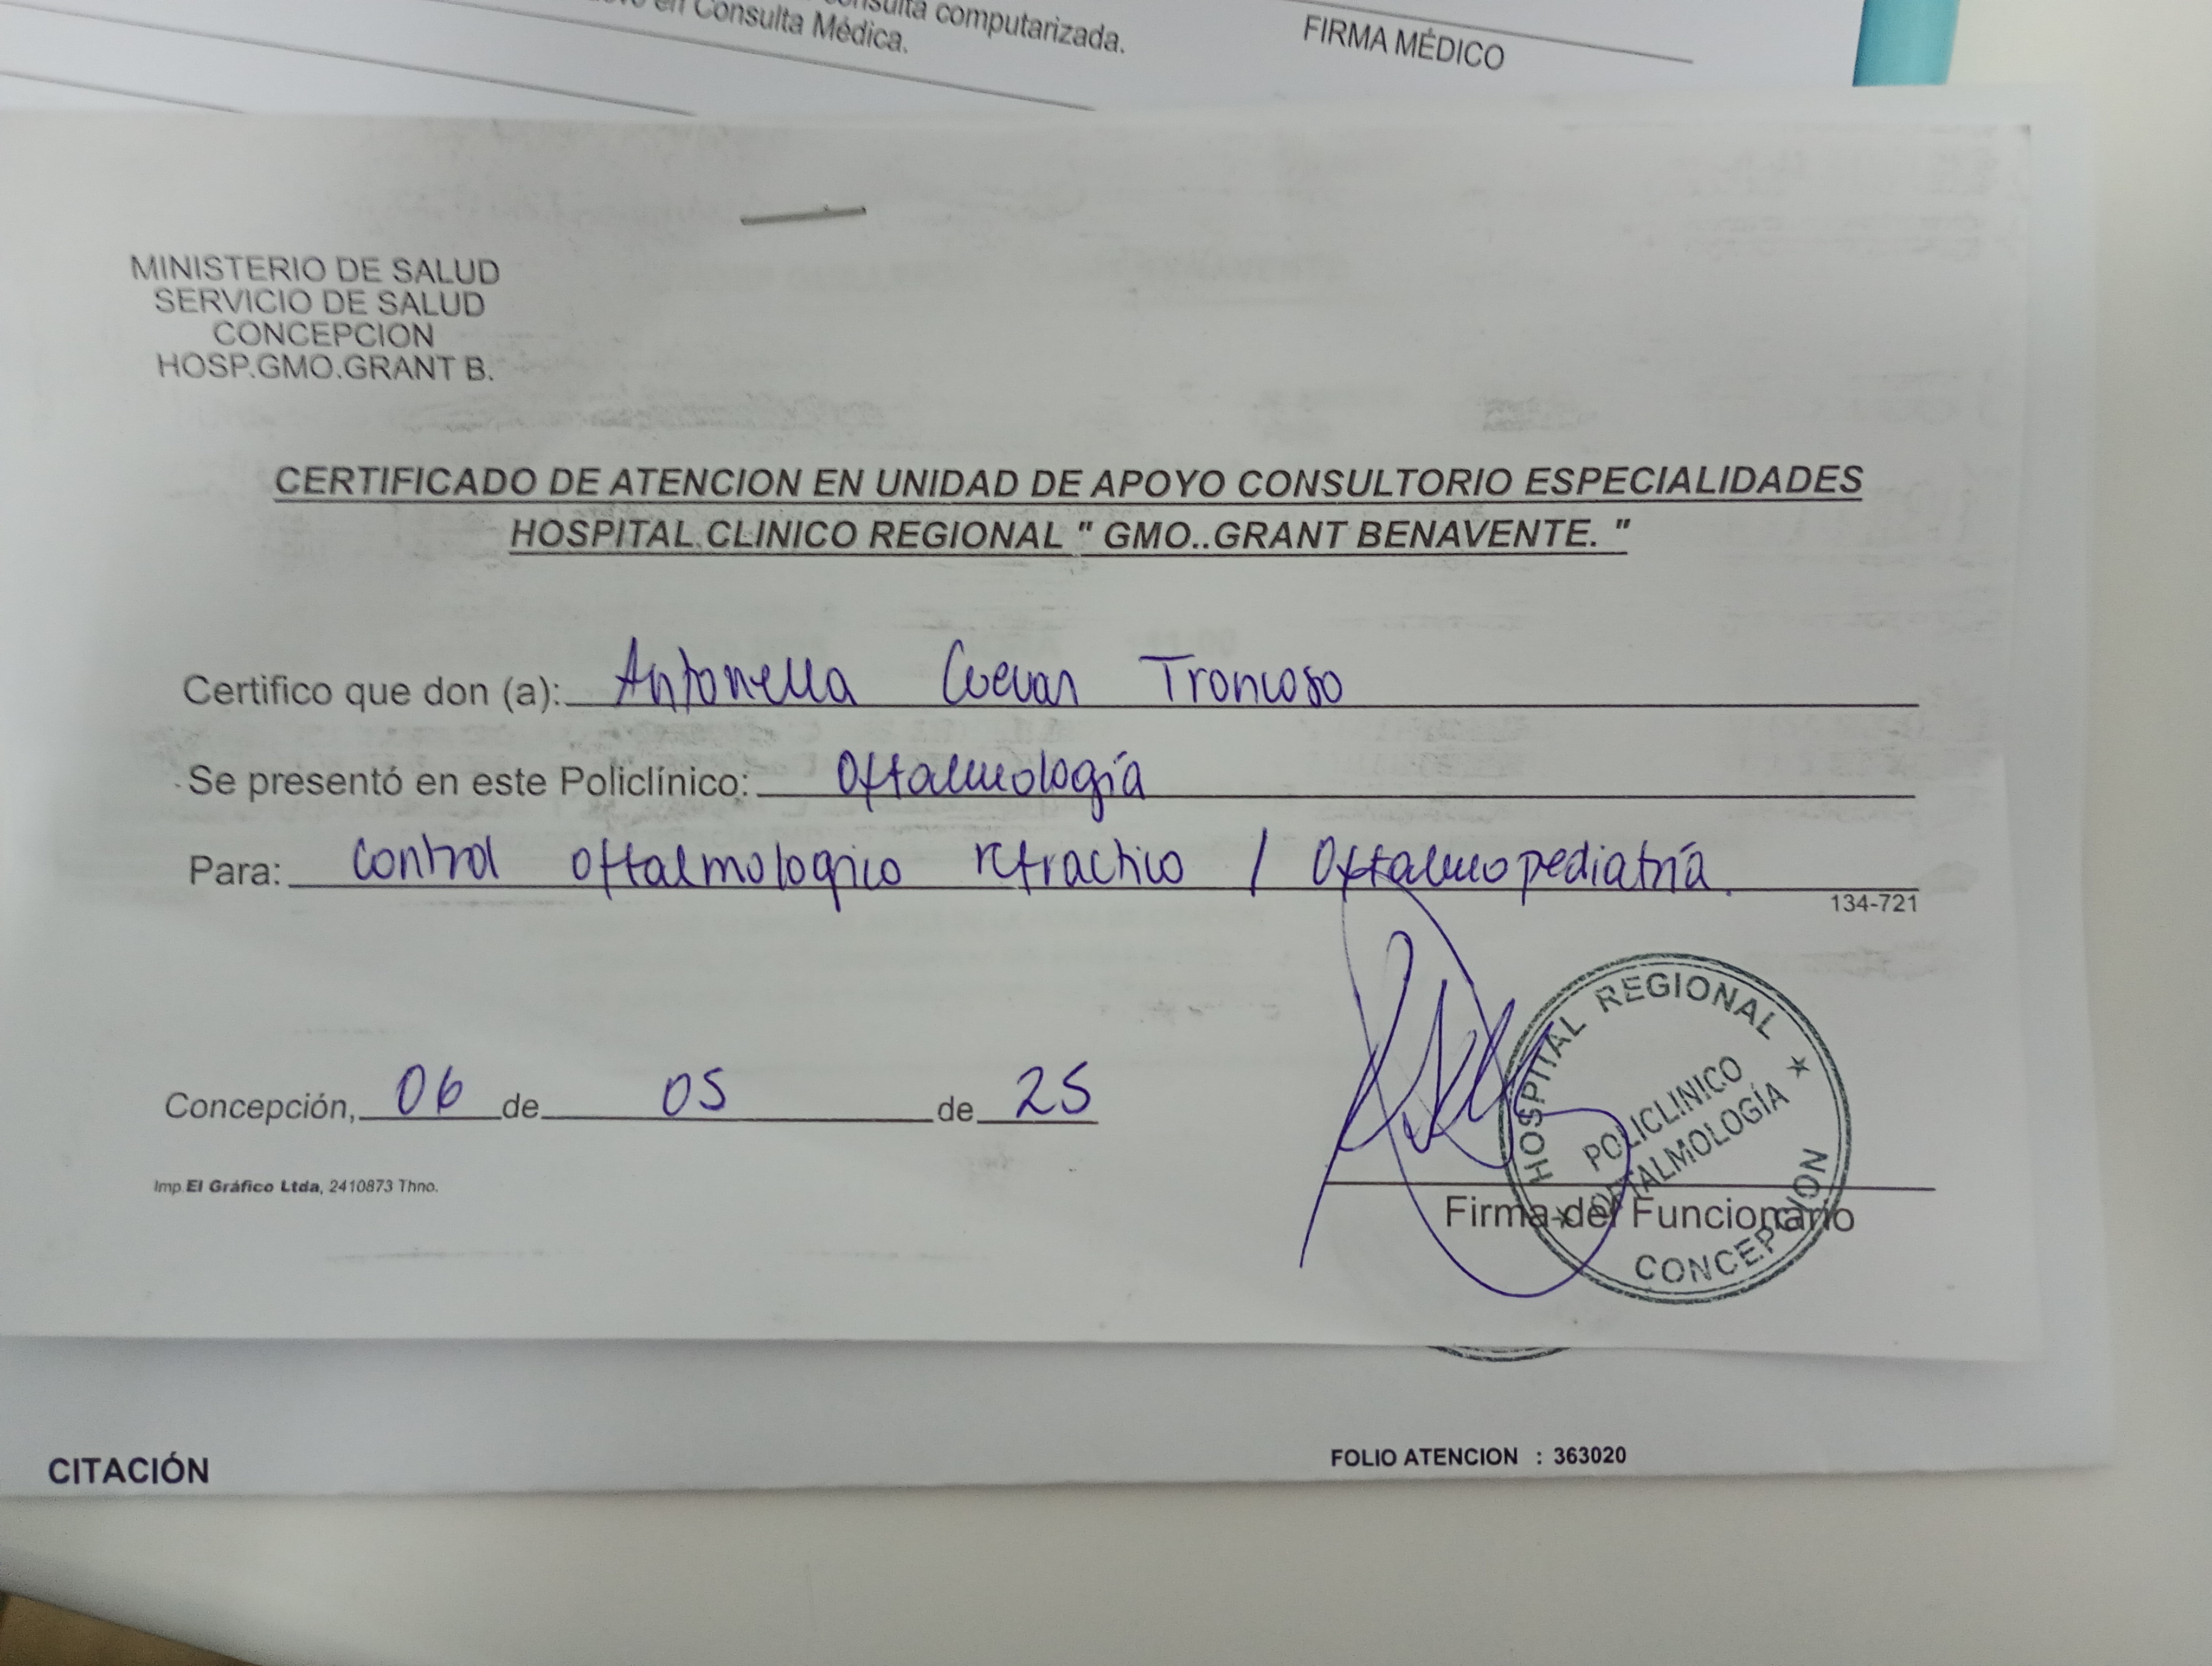 en Consulta Médica.
consulta computarizada.
FIRMA MÉDICO
MINISTERIO DE SALUD
SERVICIO DE SALUD
CONCEPCION
HOSP.GMO.GRANT B.
CERTIFICADO DE ATENCION EN UNIDAD DE APOYO CONSULTORIO ESPECIALIDADES
HOSPITAL CLINICO REGIONAL " GMO..GRANT BENAVENTE. "
Certifico que don (a): Antonella Cuevas Troncoso
Se presentó en este Policlínico: Oftalmología
Para: Control oftalmologico refractivo / Oftalmopediatría.
134-721
Concepción, 06 de 05 de 25
HOSPITAL REGIONAL
POLICLINICO
OFTALMOLOGÍA
CONCEPCION
Firma del Funcionario
Imp. El Gráfico Ltda, 2410873 Thno.
CITACIÓN
FOLIO ATENCION : 363020